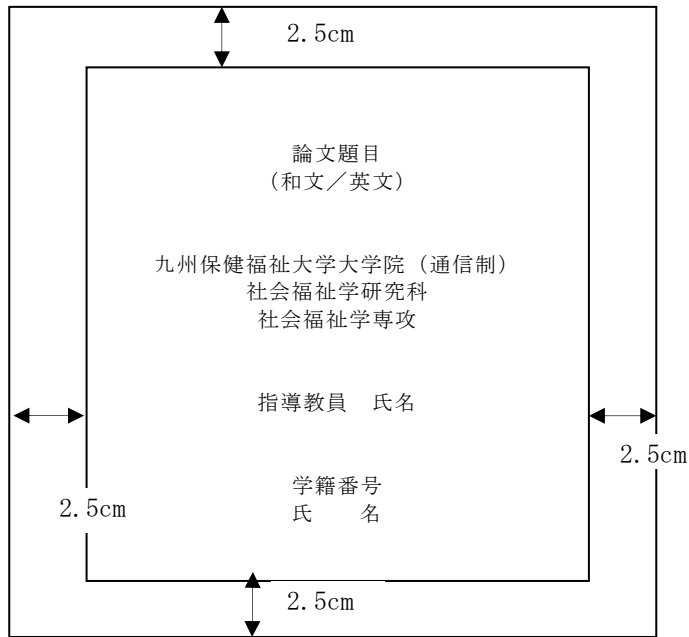 2.5cm
論文題目
（和文／英文）
九州保健福祉大学大学院（通信制）
社会福祉学研究科
社会福祉学専攻
指導教員　氏名
2.5cm
学籍番号
2.5cm
氏　　名
2.5cm